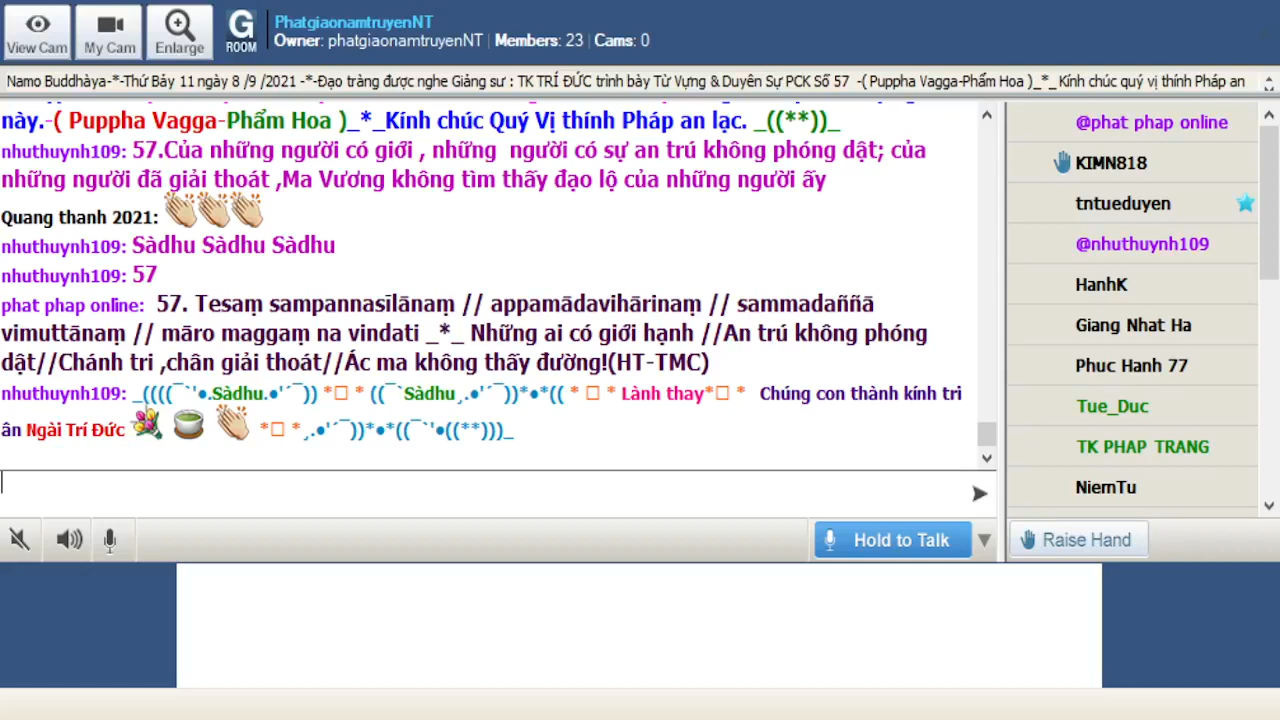 View Cam
My Cam
Enlarge
G
ROOM
PhatgiaonamtruyenNT
Owner: phatgiaonamtruyenNT | Members: 23 | Cams: 0
Namo Buddhàya-*-Thứ Bảy 11 ngày 8 /9 /2021 -*-Đạo tràng được nghe Giảng sư : TK TRÍ ĐỨC trình bày Từ Vựng & Duyên Sự PCK Số 57 -( Puppha Vagga-Phẩm Hoa )_*_ Kính chúc quý vị thính Pháp an
này.-( Puppha Vagga-Phẩm Hoa )_*_Kính chúc Quý Vị thính Pháp an lạc. _((**))_
nhuthuynh109: 57.Của những người có giới , những người có sự an trú không phóng dật; của
những người đã giải thoát ,Ma Vương không tìm thấy đạo lộ của những người ấy
Quang thanh 2021:
nhuthuynh109: Sàdhu Sàdhu Sàdhu
nhuthuynh109: 57
phat phap online: 57. Tesaṃ sampannasīlānaṃ // appamādavihārinaṃ // sammadaññā
vimuttānaṃ // māro maggaṃ na vindati _*_ Những ai có giới hạnh //An trú không phóng
dật//Chánh tri ,chân giải thoát//Ác ma không thấy đường!(HT-TMC)
nhuthuynh109: _((((¯`'•.Sàdhu.•'´¯)) *□ * ((¯`Sàdhu¸.•'´¯))*•*(( * □ * Lành thay*□ * Chúng con thành kính tri
ân Ngài Trí Đức *□ *¸.•'´¯))*•*((¯`'•((**)))_
@phat phap online
KIMN818
tntueduyen
@nhuthuynh109
HanhK
Giang Nhat Ha
Phuc Hanh 77
Tue_Duc
TK PHAP TRANG
NiemTu
Hold to Talk
Raise Hand